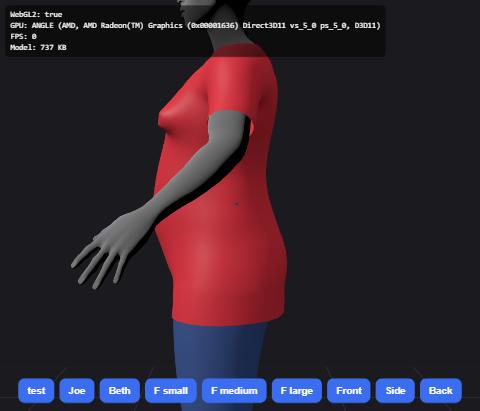 WebGL2: true
GPU: ANGLE (AMD, AMD Radeon(TM) Graphics (0x00001636) Direct3D11 vs_5_0 ps_5_0, D3D11)
FPS: 0
Model: 737 KB
test Joe Beth F small F medium F large Front Side Back